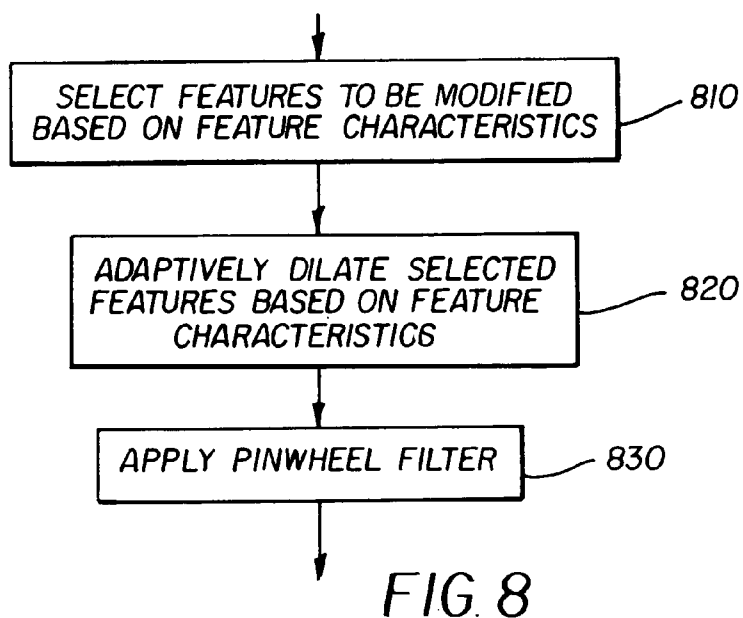 SELECT FEATURES TO BE MODIFIED
BASED ON FEATURE CHARACTERISTICS
810
ADAPTIVELY DILATE SELECTED
FEATURES BASED ON FEATURE
CHARACTERISTIC6
820
APPLY PINWHEEL FILTER
830
FIG. 8